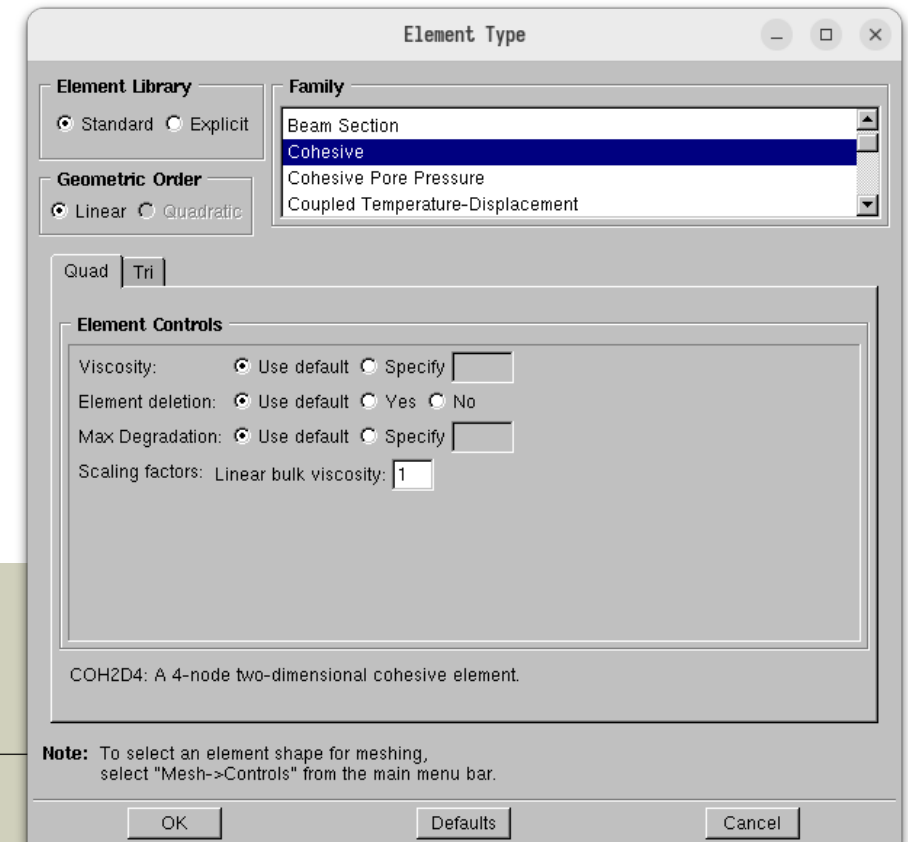 Element Type
Element Library
Standard Explicit
Geometric Order
Linear Quadratic
Family
Beam Section
Cohesive
Cohesive Pore Pressure
Coupled Temperature-Displacement
Quad Tri
Element Controls
Viscosity: Use default Specify
Element deletion: Use default Yes No
Max Degradation: Use default Specify
Scaling factors: Linear bulk viscosity: 1
COH2D4: A 4-node two-dimensional cohesive element.
Note: To select an element shape for meshing,
select "Mesh->Controls" from the main menu bar.
OK Defaults Cancel